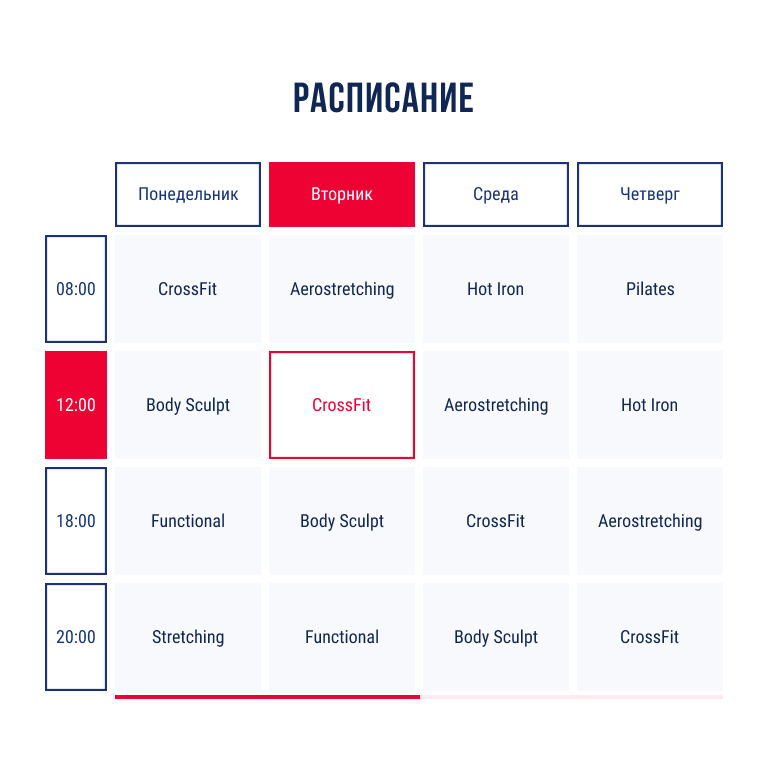 РАСПИСАНИЕ
Понедельник Вторник Среда Четверг
08:00 CrossFit Aerostretching Hot Iron Pilates
12:00 Body Sculpt CrossFit Aerostretching Hot Iron
18:00 Functional Body Sculpt CrossFit Aerostretching
20:00 Stretching Functional Body Sculpt CrossFit